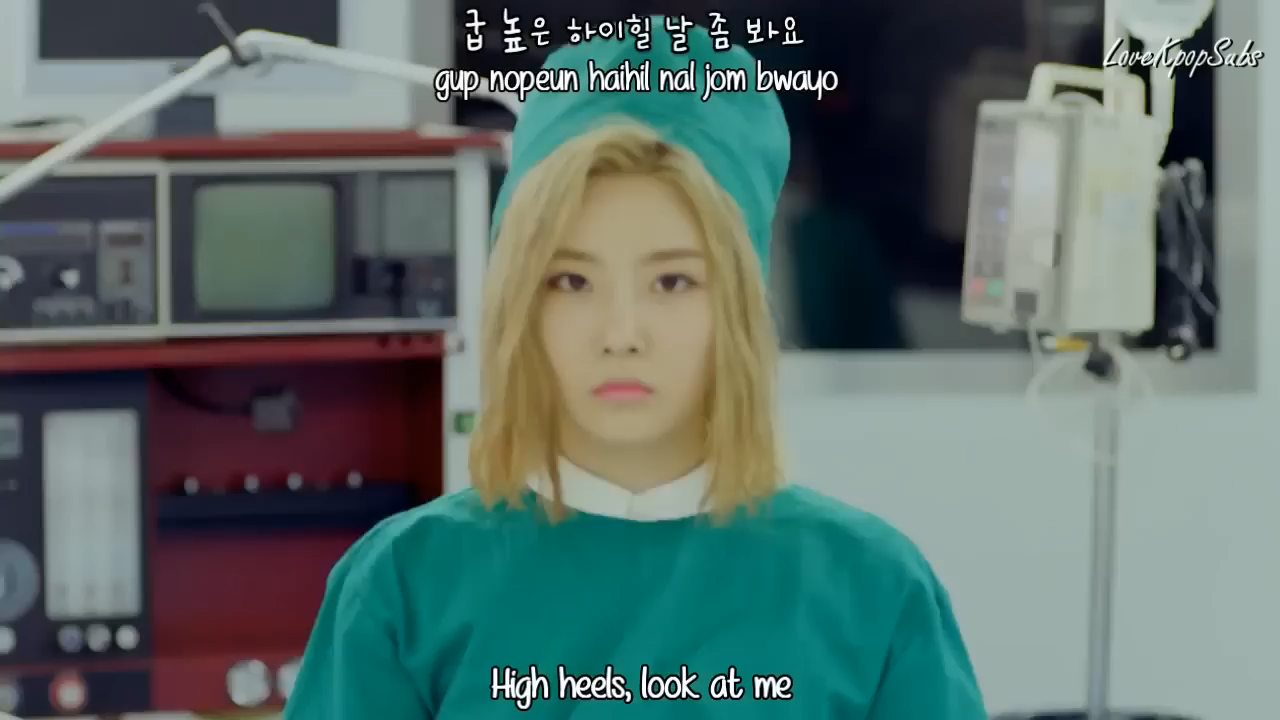 굽 높은 하이힐 날 좀 봐요
LoveKpopSubs
gup nopeun haihil nal jom bwayo
High heels, look at me